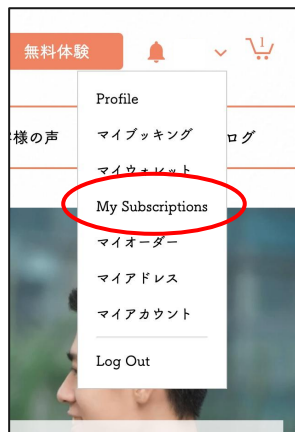 無料体験
1
Profile
様の声
マイブッキング
ログ
マイウォレット
My Subscriptions
マイオーダー
マイアドレス
マイアカウント
Log Out